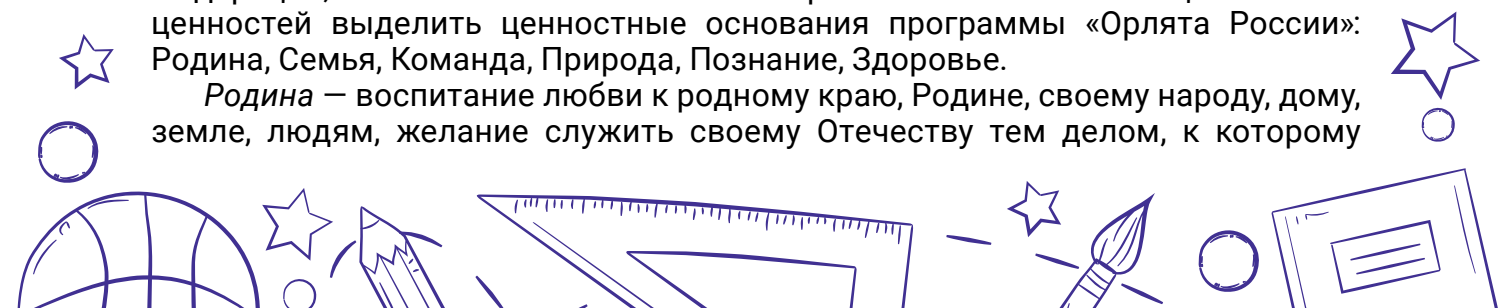 ценностей выделить ценностные основания программы «Орлята России»:
Родина, Семья, Команда, Природа, Познание, Здоровье.
Родина — воспитание любви к родному краю, Родине, своему народу, дому,
земле, людям, желание служить своему Отечеству тем делом, к которому